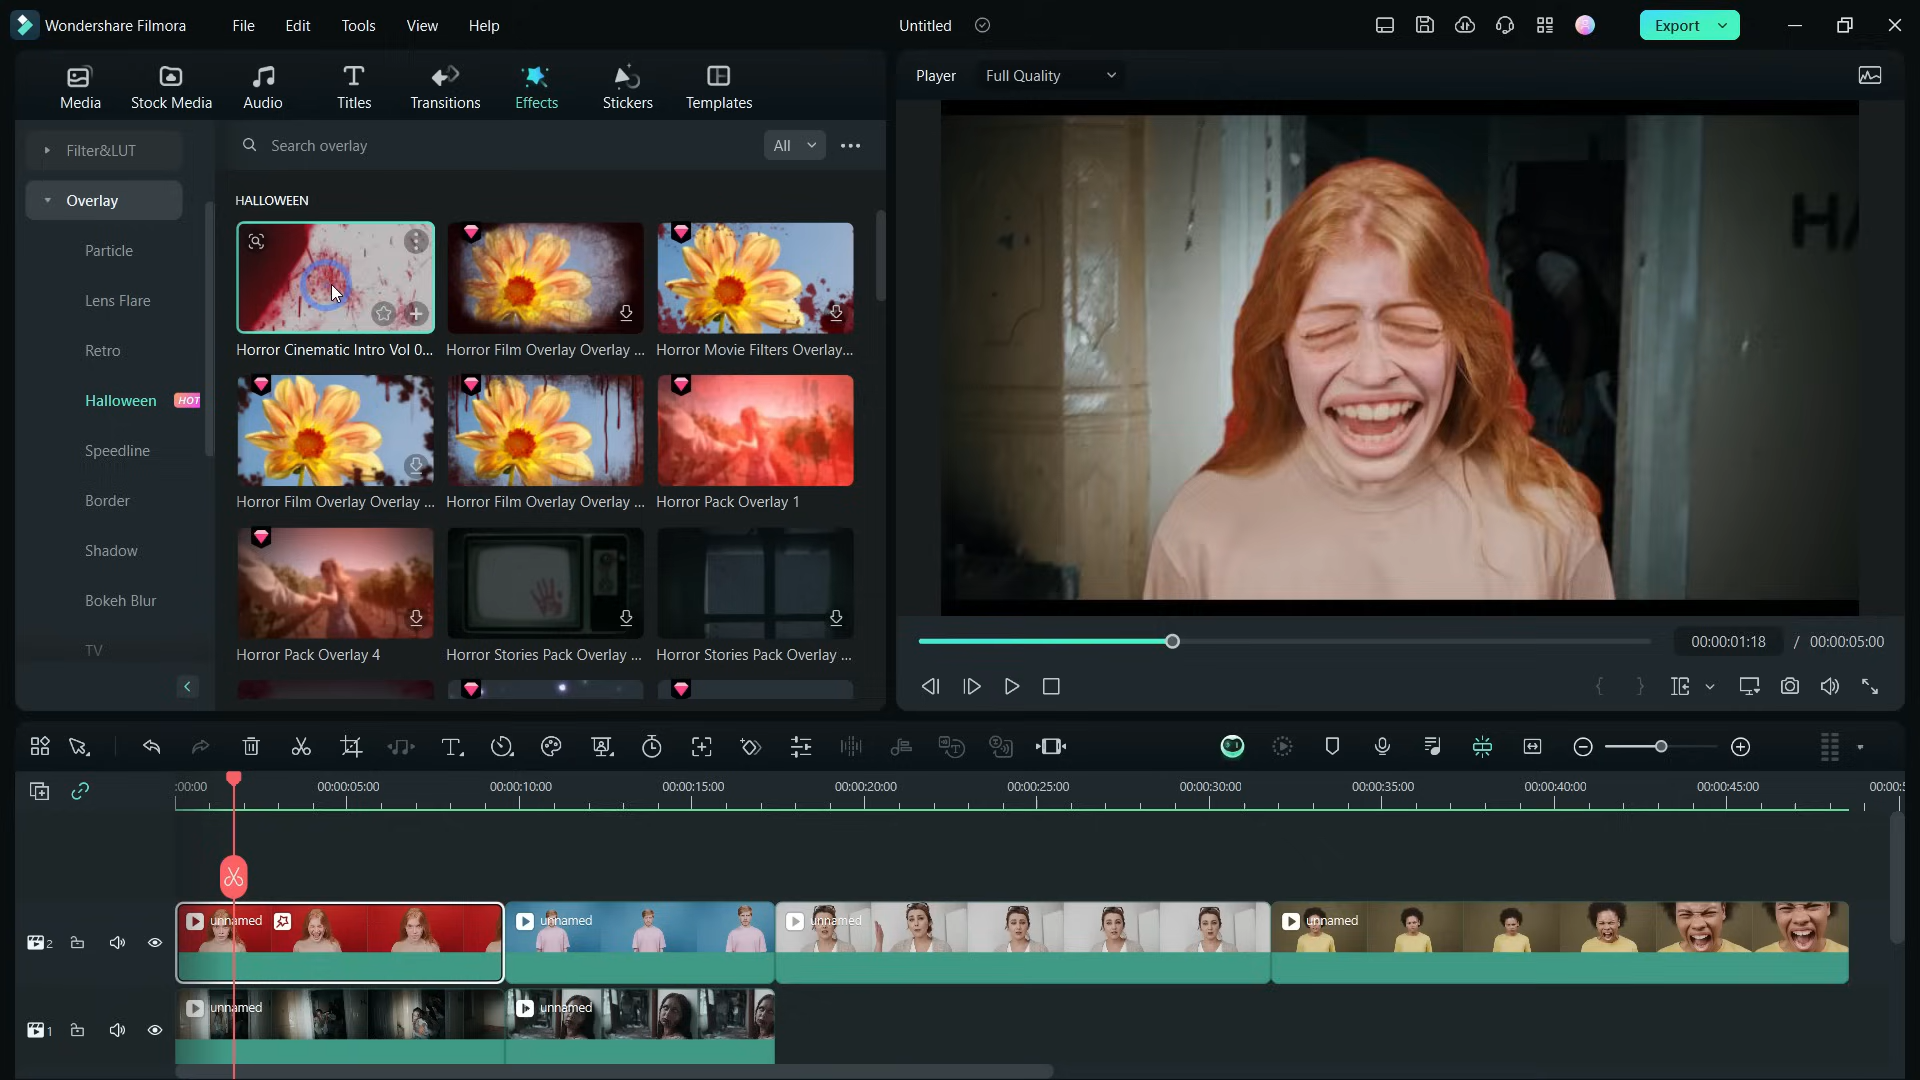 Wondershare Filmora
File
Edit
Tools
View
Help
Untitled
Export
Media
Stock Media
Audio
Titles
Transitions
Effects
Stickers
Templates
Player
Full Quality
Filter&LUT
Overlay
Particle
Lens Flare
Retro
Halloween
HOT
Speedline
Border
Shadow
Bokeh Blur
TV
Search overlay
All
HALLOWEEN
Horror Cinematic Intro Vol 0...
Horror Film Overlay Overlay ...
Horror Movie Filters Overlay...
Horror Film Overlay Overlay ...
Horror Film Overlay Overlay ...
Horror Pack Overlay 1
Horror Pack Overlay 4
Horror Stories Pack Overlay ...
Horror Stories Pack Overlay ...
00:00:01:18 / 00:00:05:00
:00:00
00:00:05:00
00:00:10:00
00:00:15:00
00:00:20:00
00:00:25:00
00:00:30:00
00:00:35:00
00:00:40:00
00:00:45:00
2
unnamed
unnamed
unnamed
unnamed
1
unnamed
unnamed